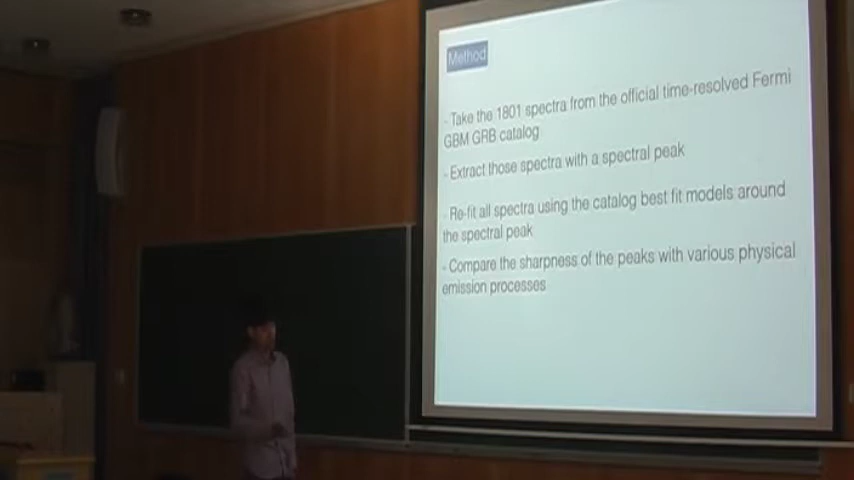 Method
- Take the 1801 spectra from the official time-resolved Fermi
GBM GRB catalog
- Extract those spectra with a spectral peak
- Re-fit all spectra using the catalog best fit models around
the spectral peak
- Compare the sharpness of the peaks with various physical
emission processes